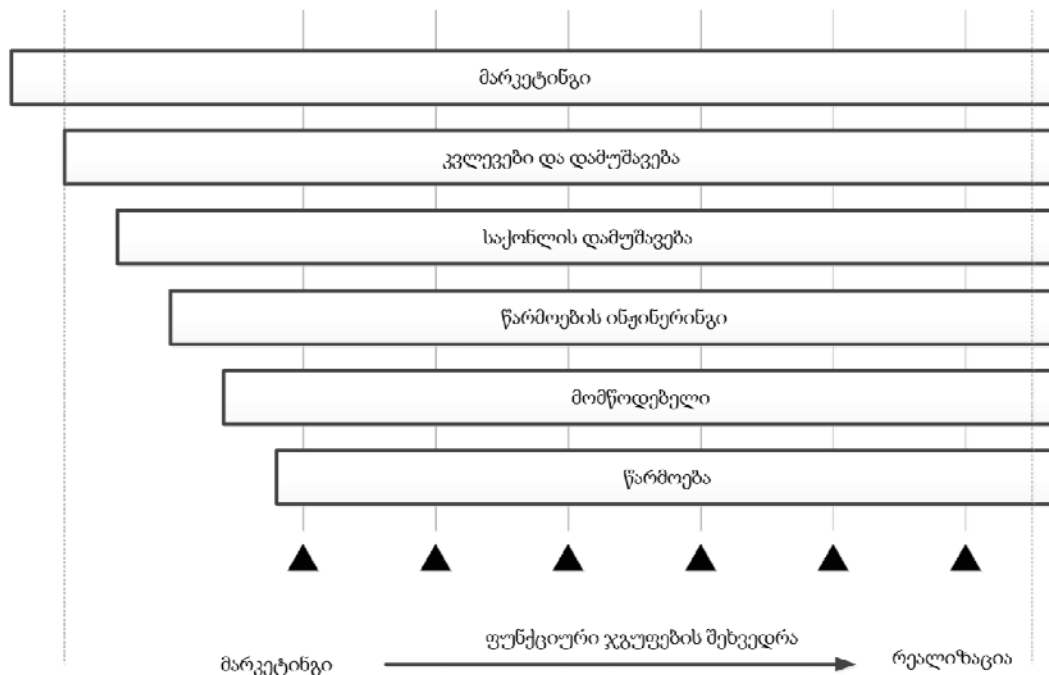 მარკეტინგი
კვლევები და დამუშავება
საქონლის დამუშავება
წარმოების ინჟინერინგი
მომწოდებელი
წარმოება
ფუნქციური ჯგუფების შეხვედრა
მარკეტინგი
რეალიზაცია